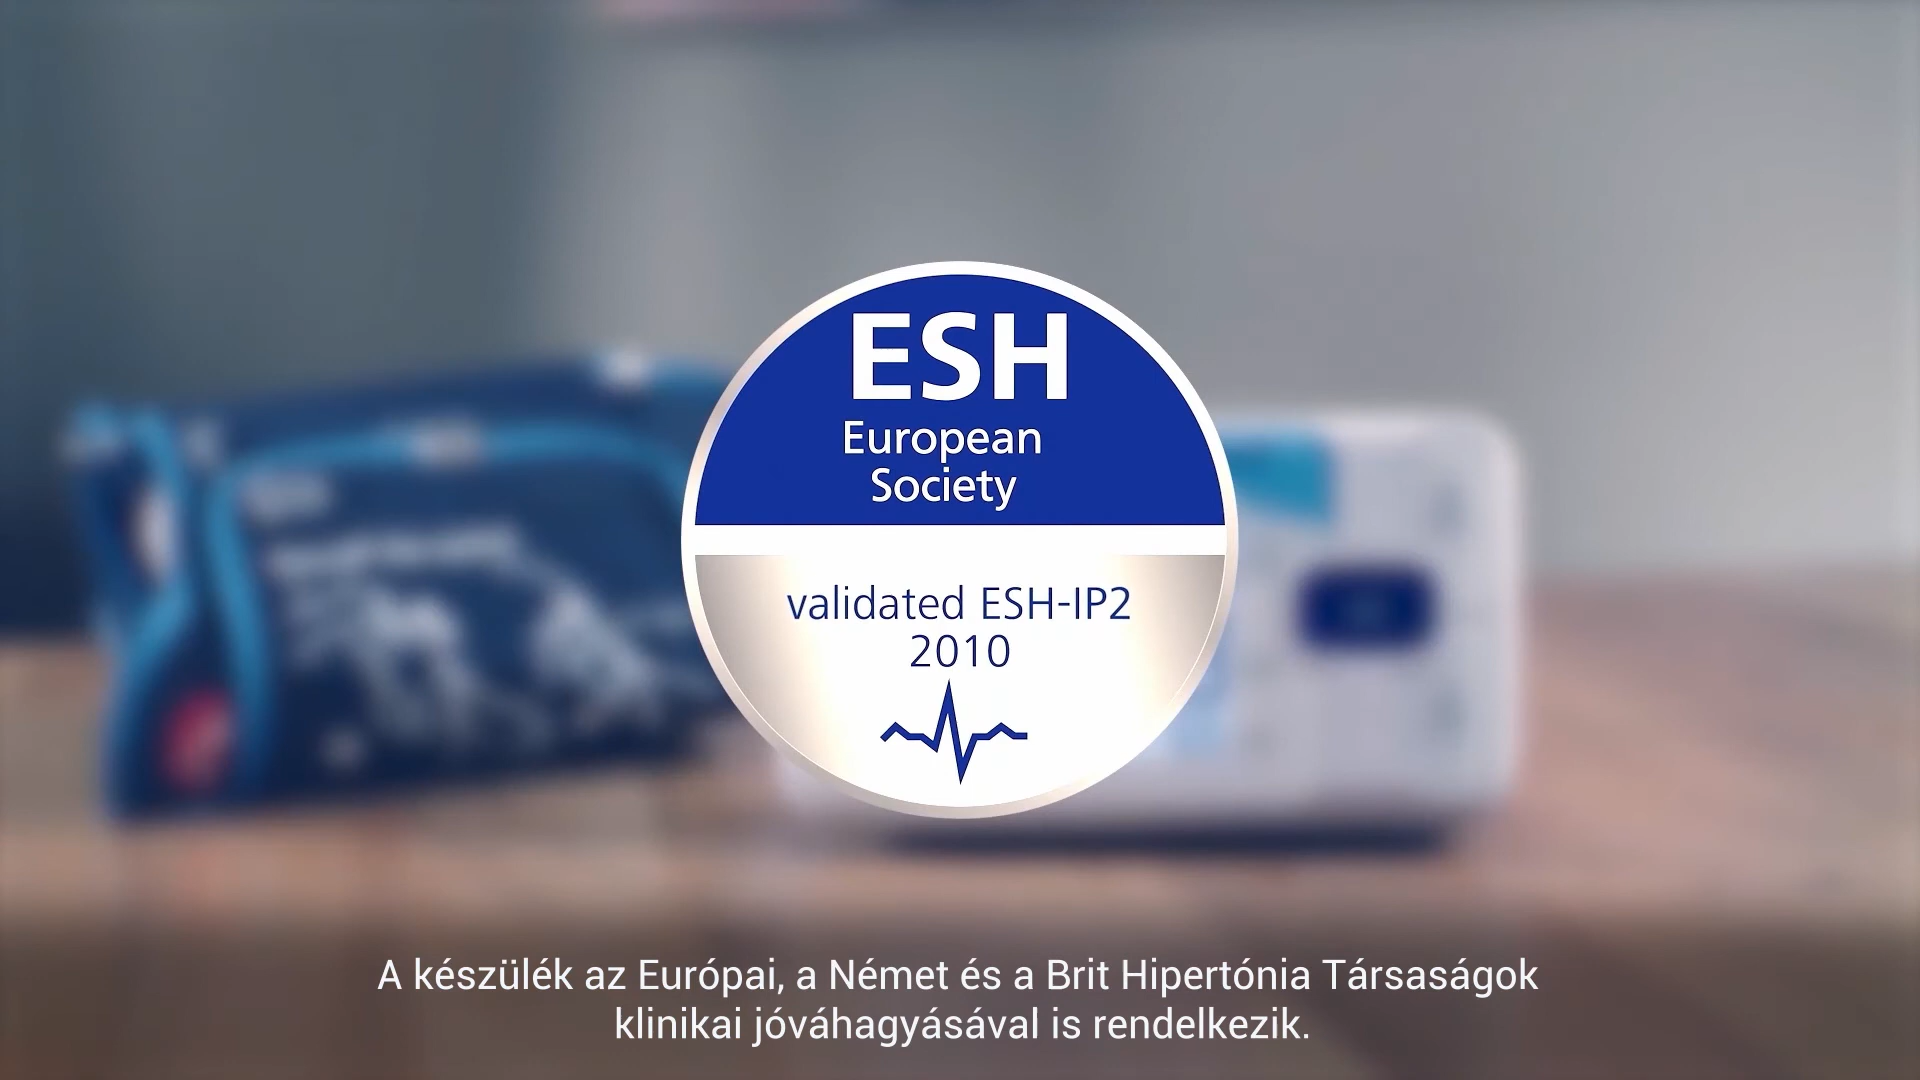 ESH
European
Society
validated ESH-IP2
2010
A készülék az Európai, a Német és a Brit Hipertónia Társaságok
klinikai jóváhagyásával is rendelkezik.